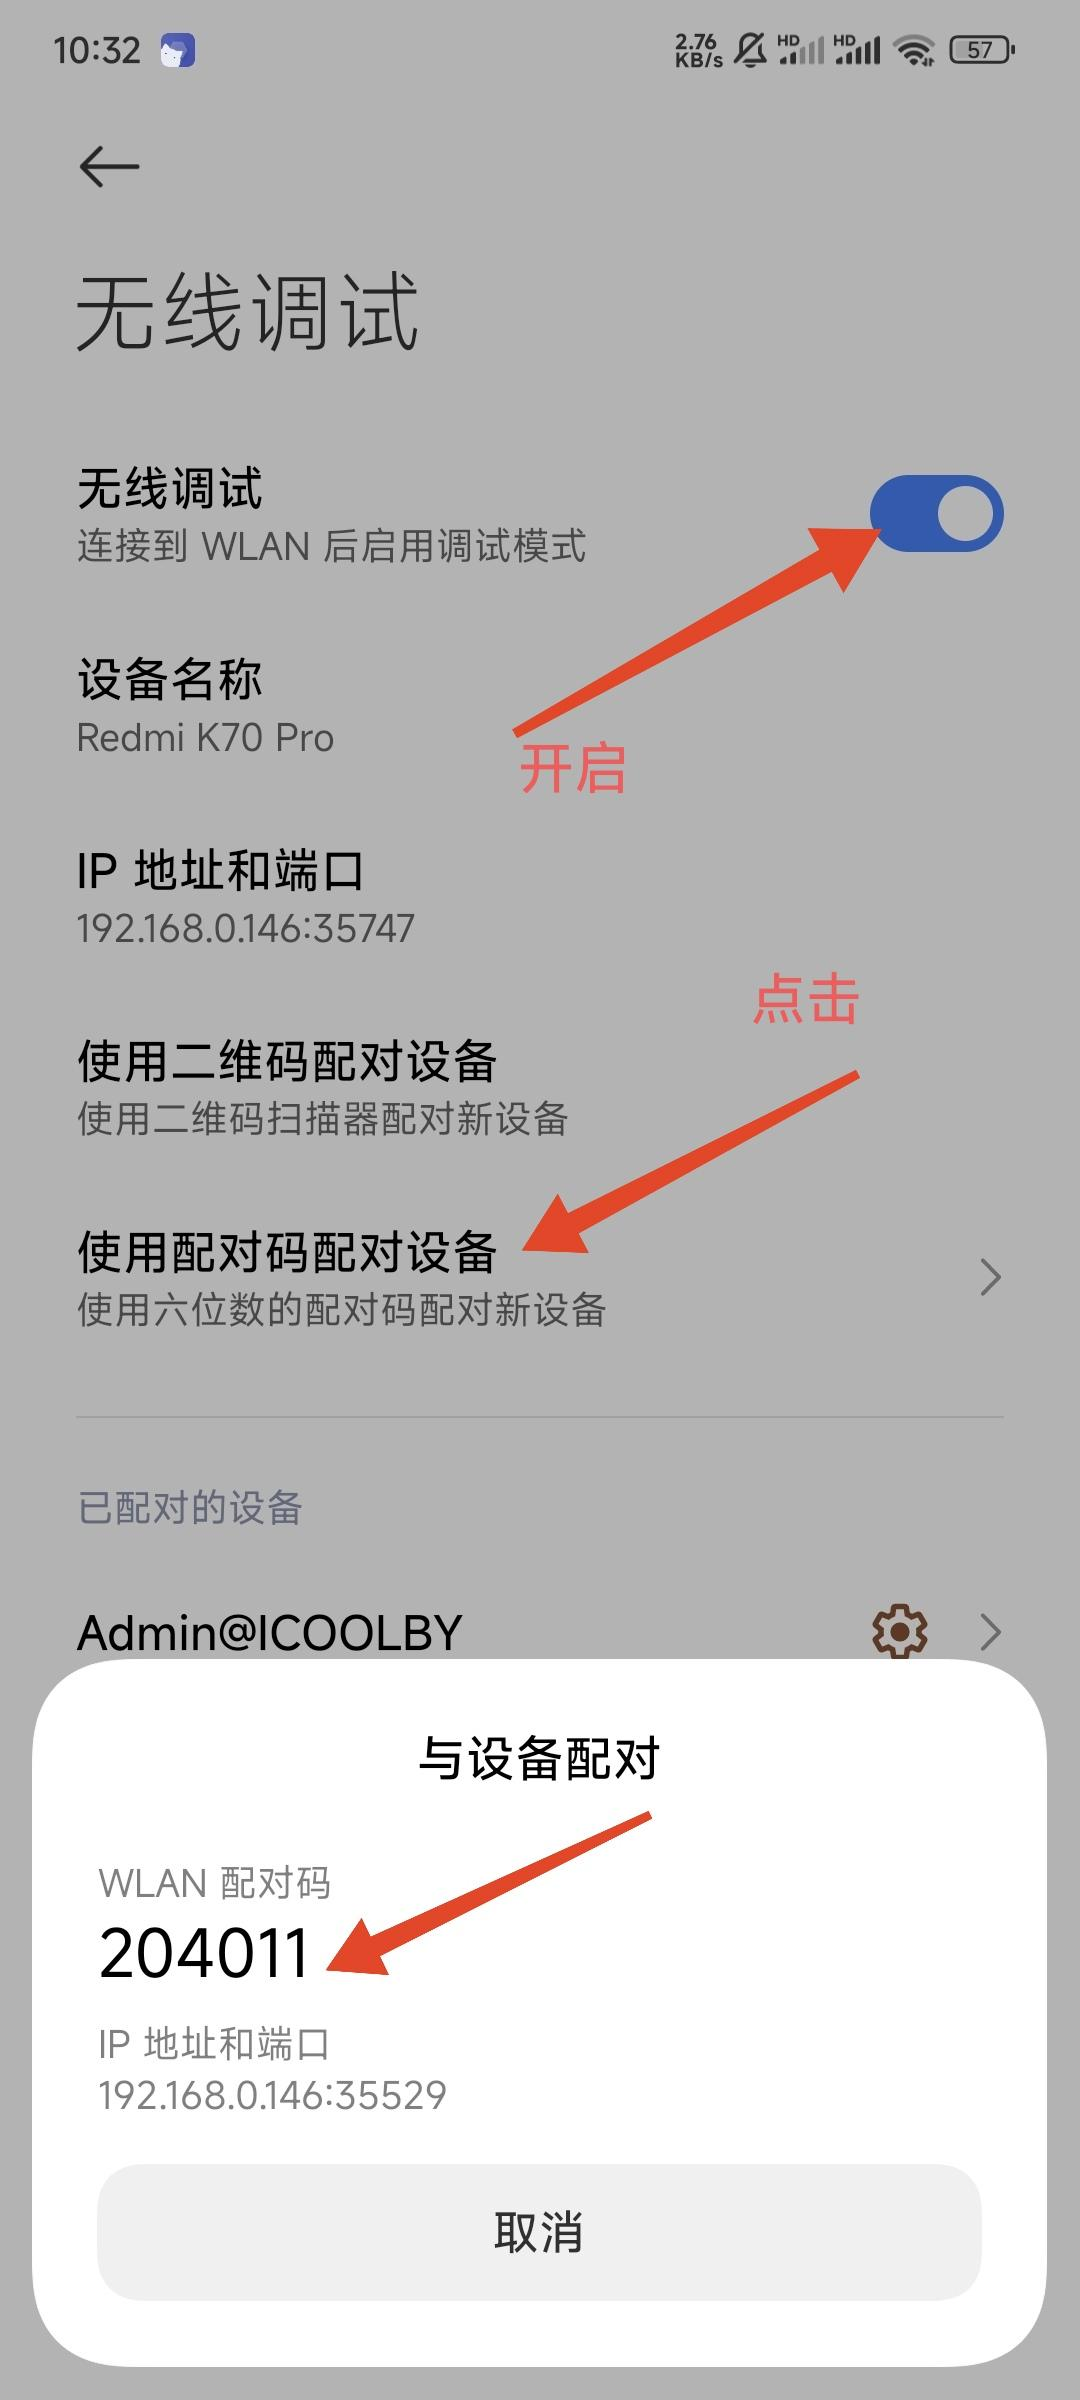 10:32
2.76 KB/s HD HD 57
无线调试
无线调试
连接到 WLAN 后启用调试模式
设备名称
Redmi K70 Pro
开启
IP 地址和端口
192.168.0.146:35747
点击
使用二维码配对设备
使用二维码扫描器配对新设备
使用配对码配对设备
使用六位数的配对码配对新设备
已配对的设备
Admin@ICOOLBY
与设备配对
WLAN 配对码
204011
IP 地址和端口
192.168.0.146:35529
取消